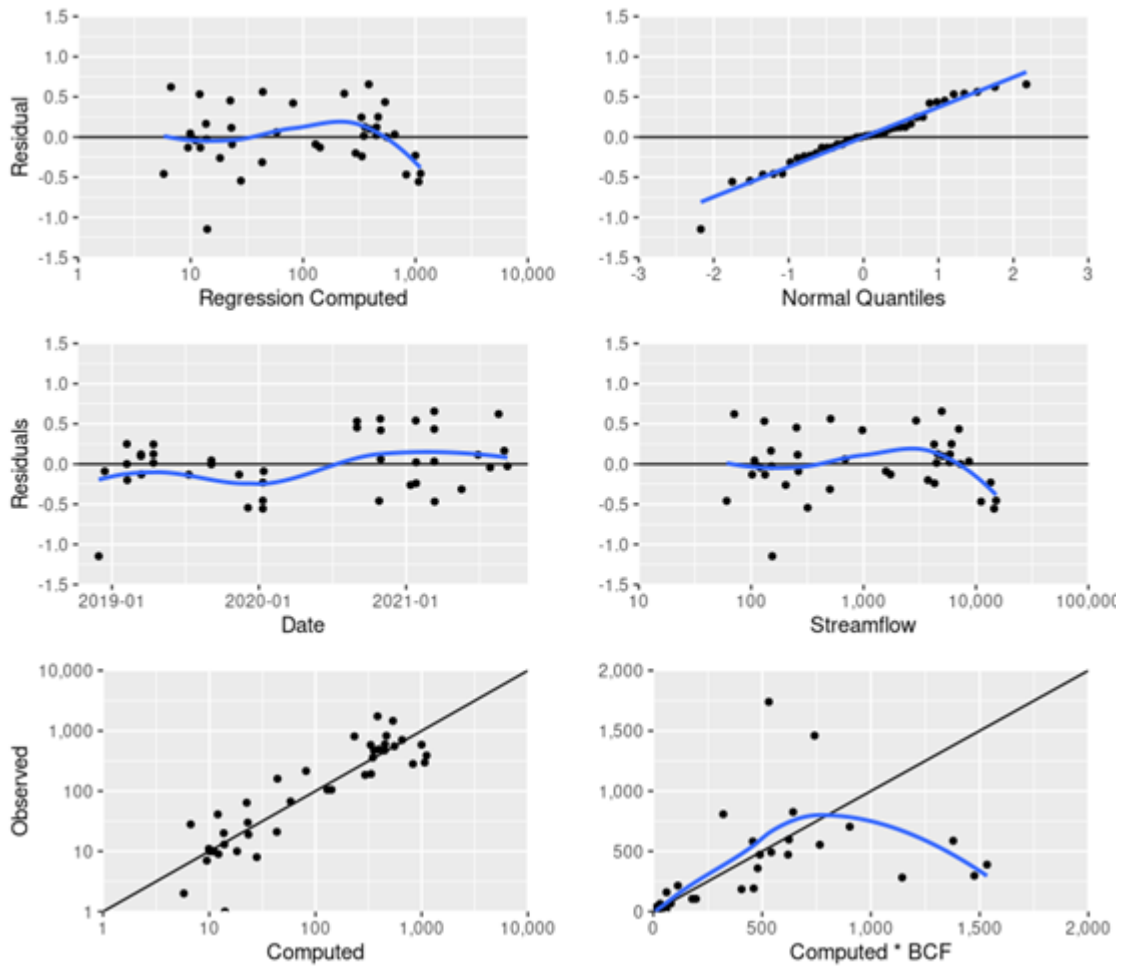 1.5
1.0
0.5
0.0
-0.5
-1.0
-1.5
Residual
1 10 100 1,000 10,000
Regression Computed
1.5
1.0
0.5
0.0
-0.5
-1.0
-1.5
-3 -2 -1 0 1 2 3
Normal Quantiles
1.5
1.0
0.5
0.0
-0.5
-1.0
-1.5
Residuals
2019-01 2020-01 2021-01
Date
1.5
1.0
0.5
0.0
-0.5
-1.0
-1.5
10 100 1,000 10,000 100,000
Streamflow
10,000
1,000
100
10
1
Observed
1 10 100 1,000 10,000
Computed
2,000
1,500
1,000
500
0
0 500 1,000 1,500 2,000
Computed * BCF